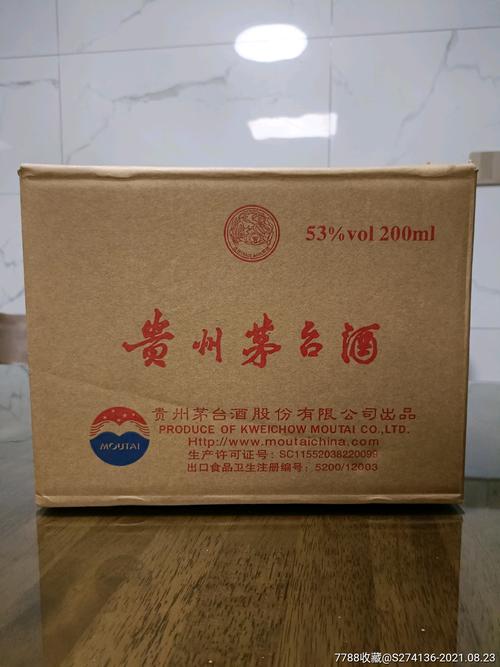 53%vol 200ml
贵州茅台酒
贵州茅台酒股份有限公司出品
PRODUCE OF KWEICHOW MOUTAI CO.,LTD.
Http://www.moutaichina.com
MOUTAI
生产许可证号: SC11552038220099
出口食品卫生注册编号: 5200/12003
7788收藏@S274136-2021.08.23